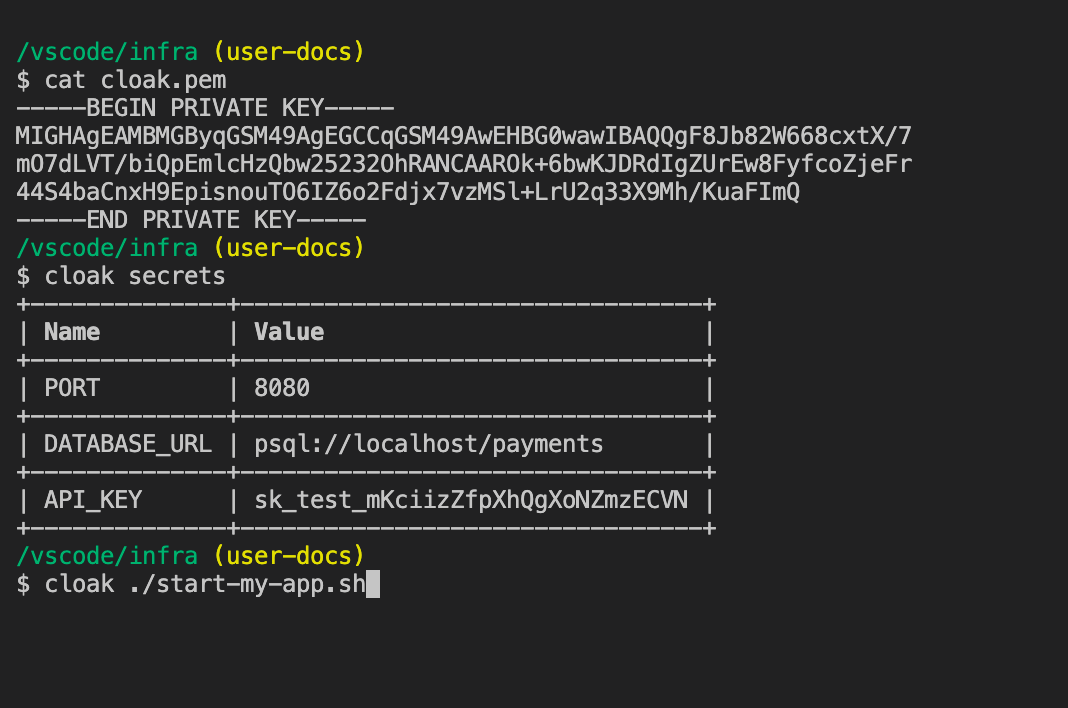 /vscode/infra (user-docs)
$ cat cloak.pem
-----BEGIN PRIVATE KEY-----
MIGHAgEAMBMGByqGSM49AgEGCCqGSM49AwEHBG0wawIBAQQgF8Jb82W668cxtX/7
mO7dLVT/biQpEmlcHzQbw25232OhRANCAAROk+6bwKJDRdIgZUrEw8FyfcoZjeFr
44S4baCnxH9EpisnouTO6IZ6o2Fdjx7vzMSl+LrU2q33X9Mh/KuaFImQ
-----END PRIVATE KEY-----
/vscode/infra (user-docs)
$ cloak secrets
+--------------+---------------------------------+
| Name         | Value                           |
+--------------+---------------------------------+
| PORT         | 8080                            |
+--------------+---------------------------------+
| DATABASE_URL | psql://localhost/payments       |
+--------------+---------------------------------+
| API_KEY      | sk_test_mKciizZfpXhQgXoNZmzECVN |
+--------------+---------------------------------+
/vscode/infra (user-docs)
$ cloak ./start-my-app.sh